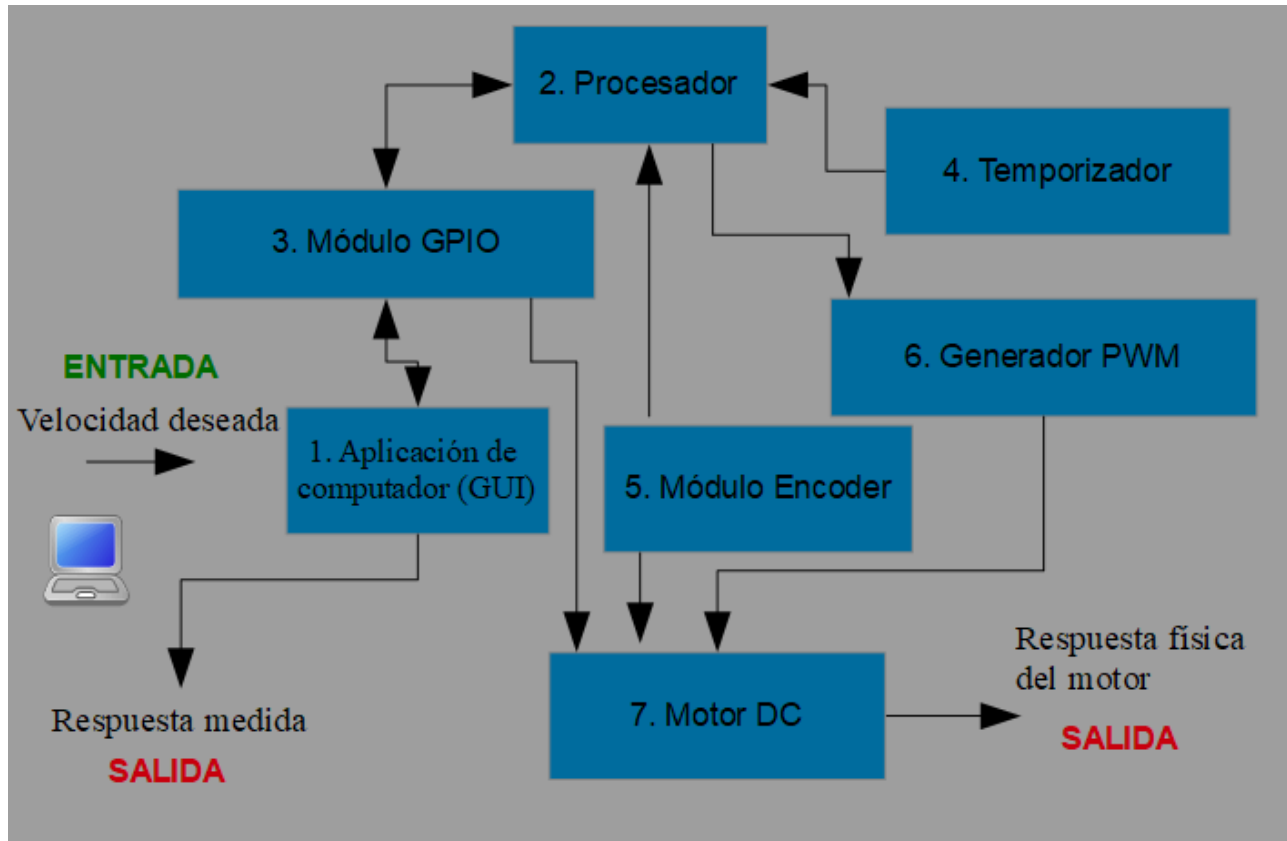 2. Procesador
4. Temporizador
3. Módulo GPIO
6. Generador PWM
ENTRADA
Velocidad deseada
1. Aplicación de
computador (GUI)
5. Módulo Encoder
Respuesta medida
SALIDA
7. Motor DC
Respuesta física
del motor
SALIDA